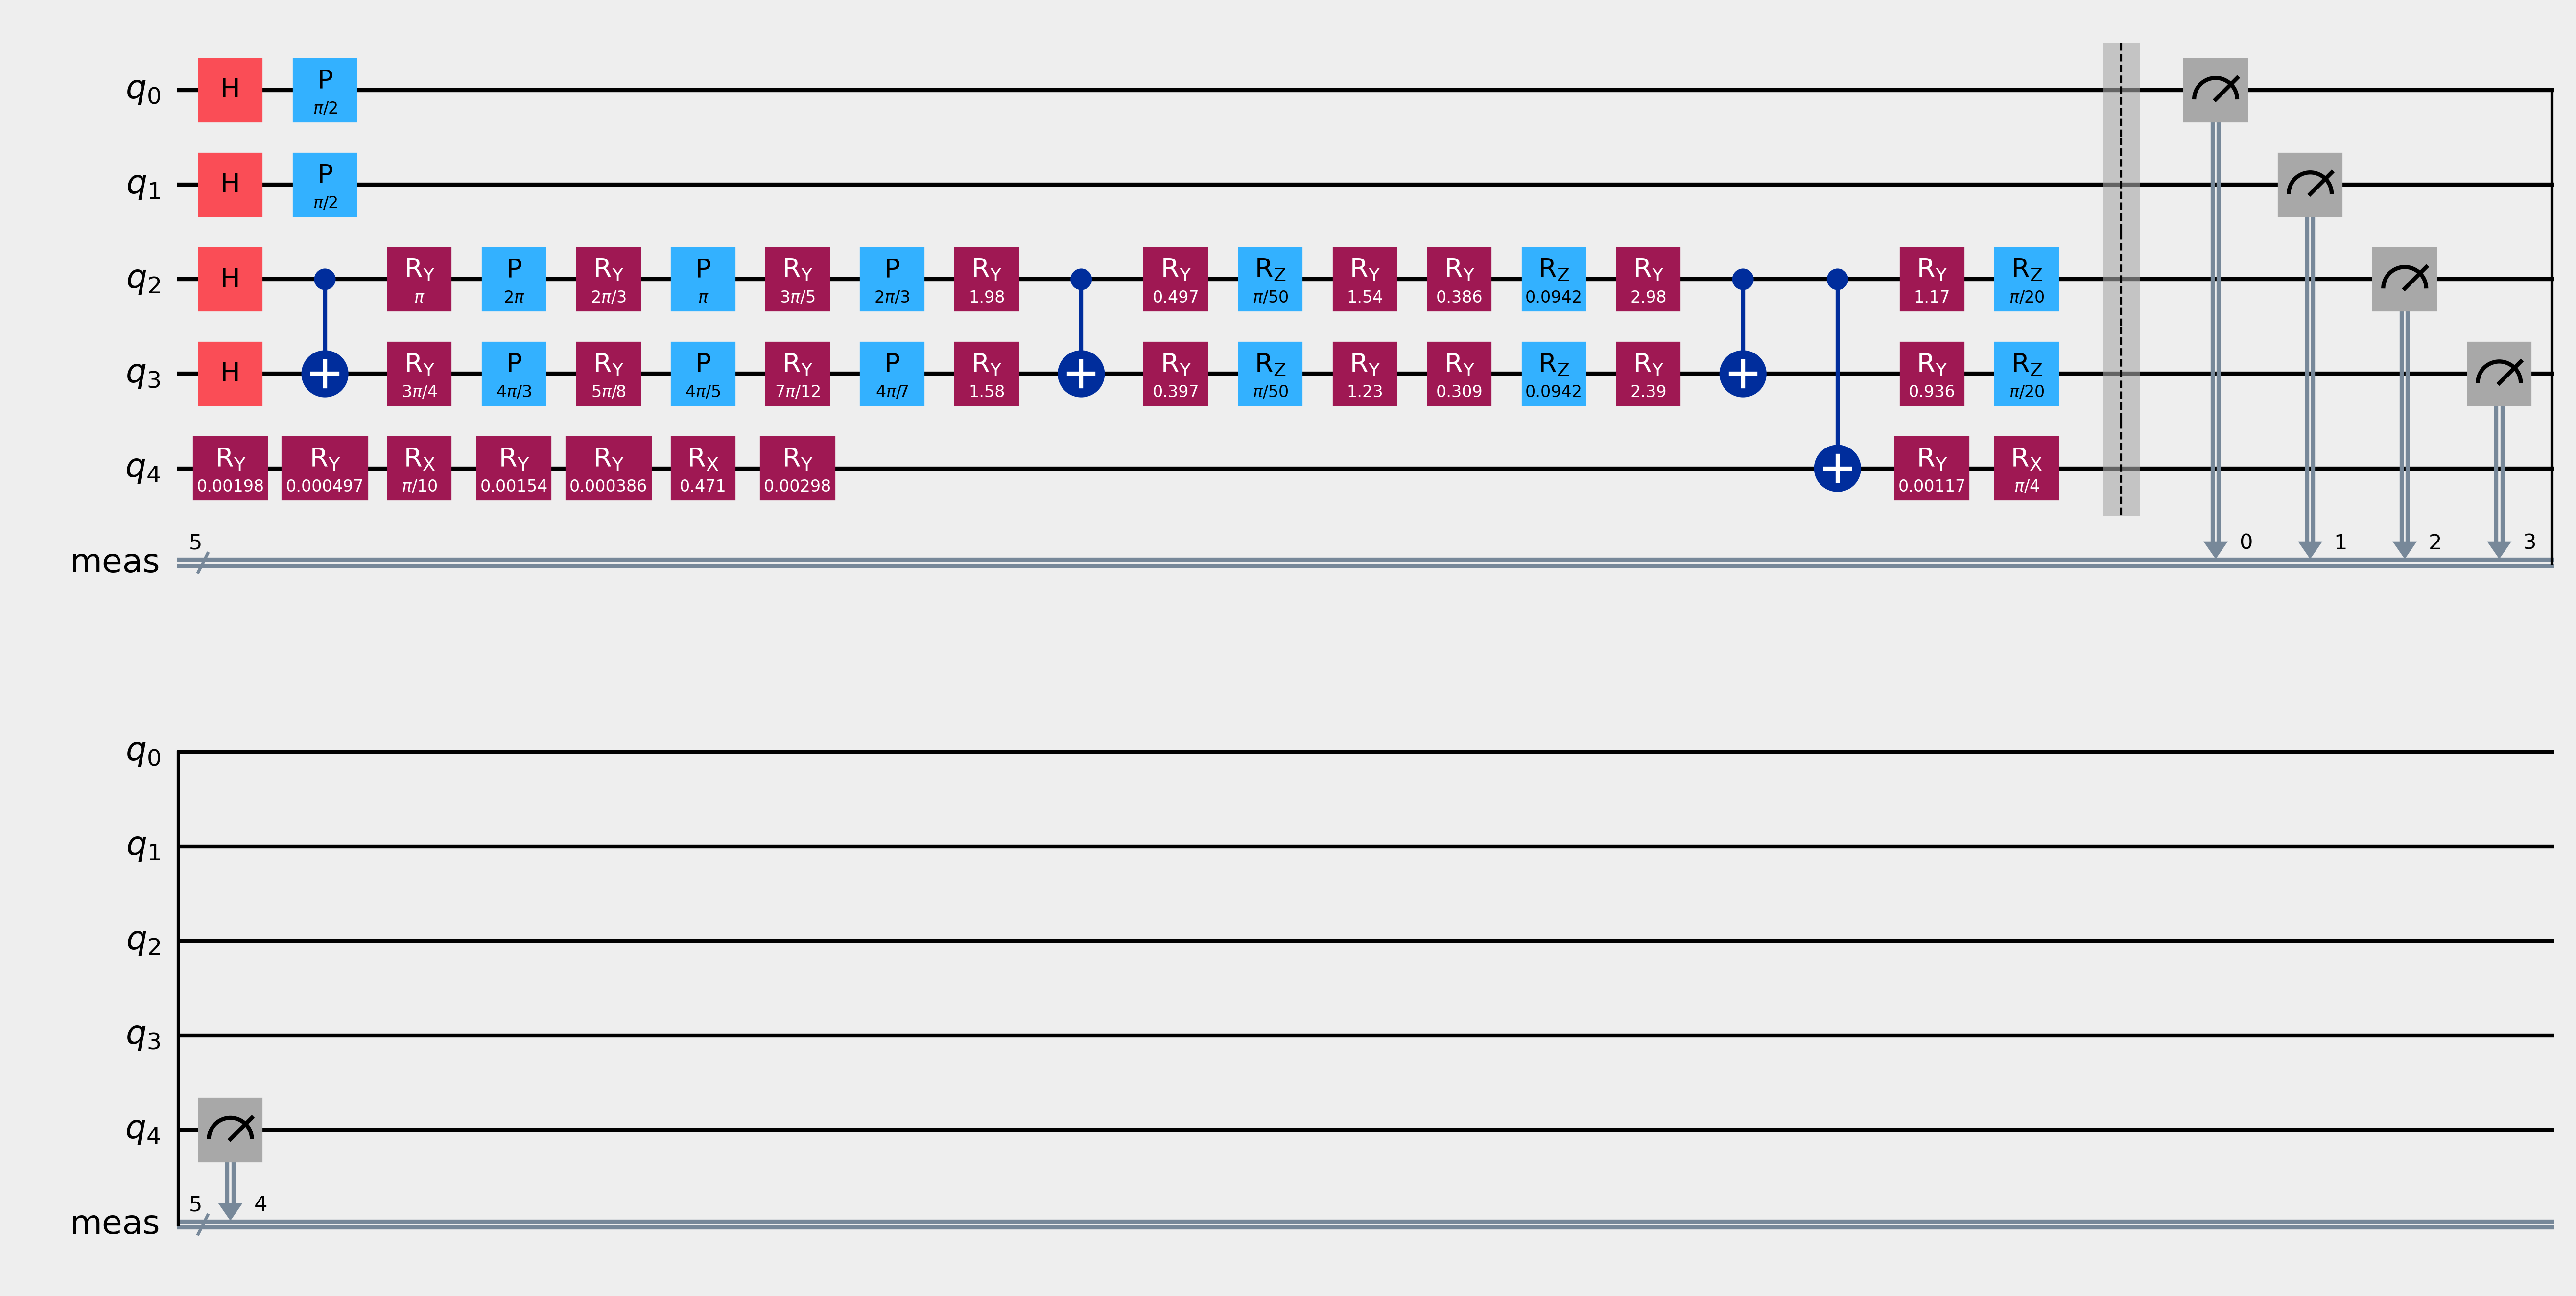 q0 H P π/2
q1 H P π/2
q2 H RY π P 2π RY 2π/3 P π RY 3π/5 P 2π/3 RY 1.98 RY 0.497 RZ π/50 RY 1.54 RY 0.386 RZ 0.0942 RY 2.98 RY 1.17 RZ π/20
q3 H RY 3π/4 P 4π/3 RY 5π/8 P 4π/5 RY 7π/12 P 4π/7 RY 1.58 RY 0.397 RZ π/50 RY 1.23 RY 0.309 RZ 0.0942 RY 2.39 RY 0.936 RZ π/20
q4 RY 0.00198 RY 0.000497 RX π/10 RY 0.00154 RY 0.000386 RX 0.471 RY 0.00298 RY 0.00117 RX π/4
meas 5 0 1 2 3
q0
q1
q2
q3
q4
meas 5 4